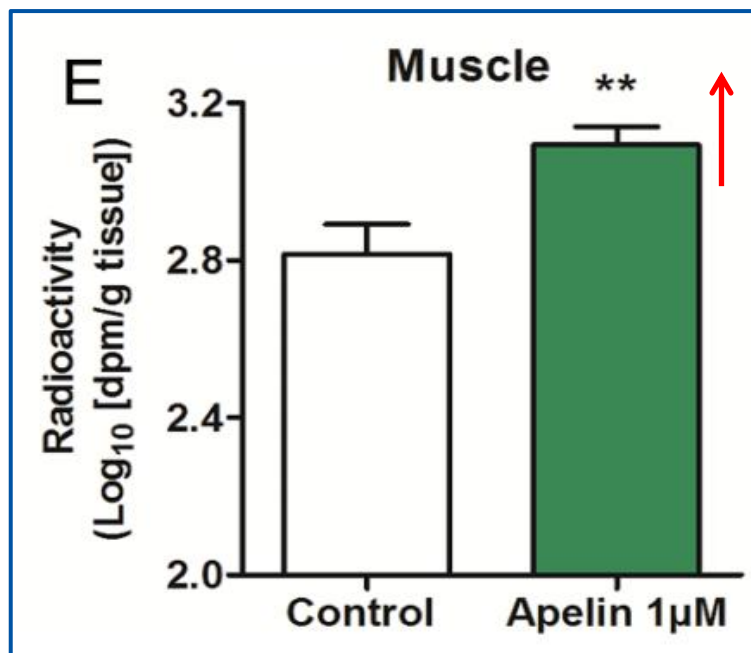 E
Muscle
**
3.2
2.8
2.4
2.0
Radioactivity
(Log10 [dpm/g tissue])
Control
Apelin 1µM